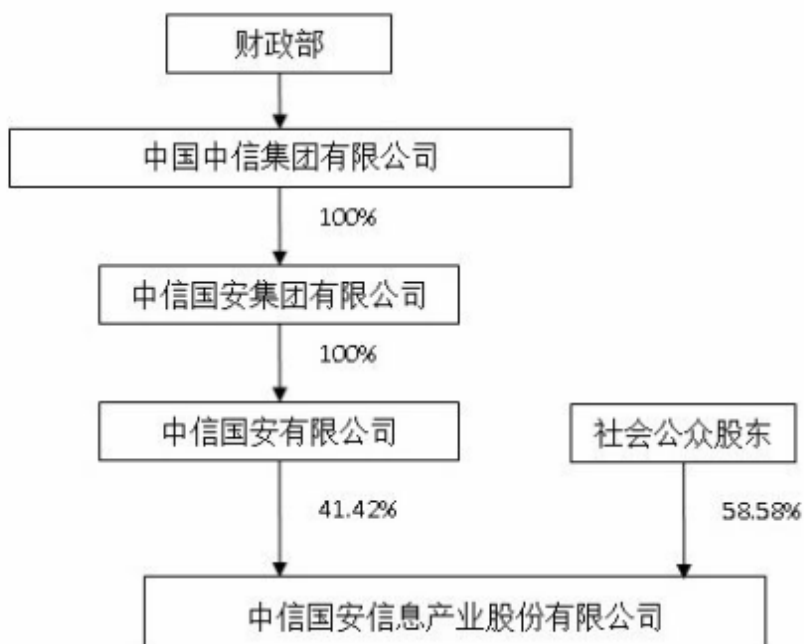 财政部
中国中信集团有限公司
100%
中信国安集团有限公司
100%
中信国安有限公司
社会公众股东
41.42%
58.58%
中信国安信息产业股份有限公司